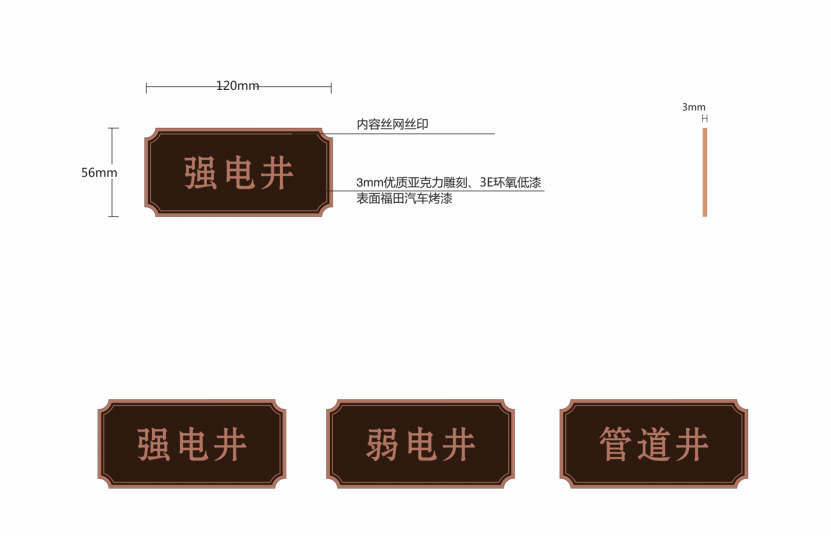 120mm
3mm
内容丝网丝印
56mm
强电井
3mm优质亚克力雕刻、3E环氧低漆
表面福田汽车烤漆
强电井
弱电井
管道井